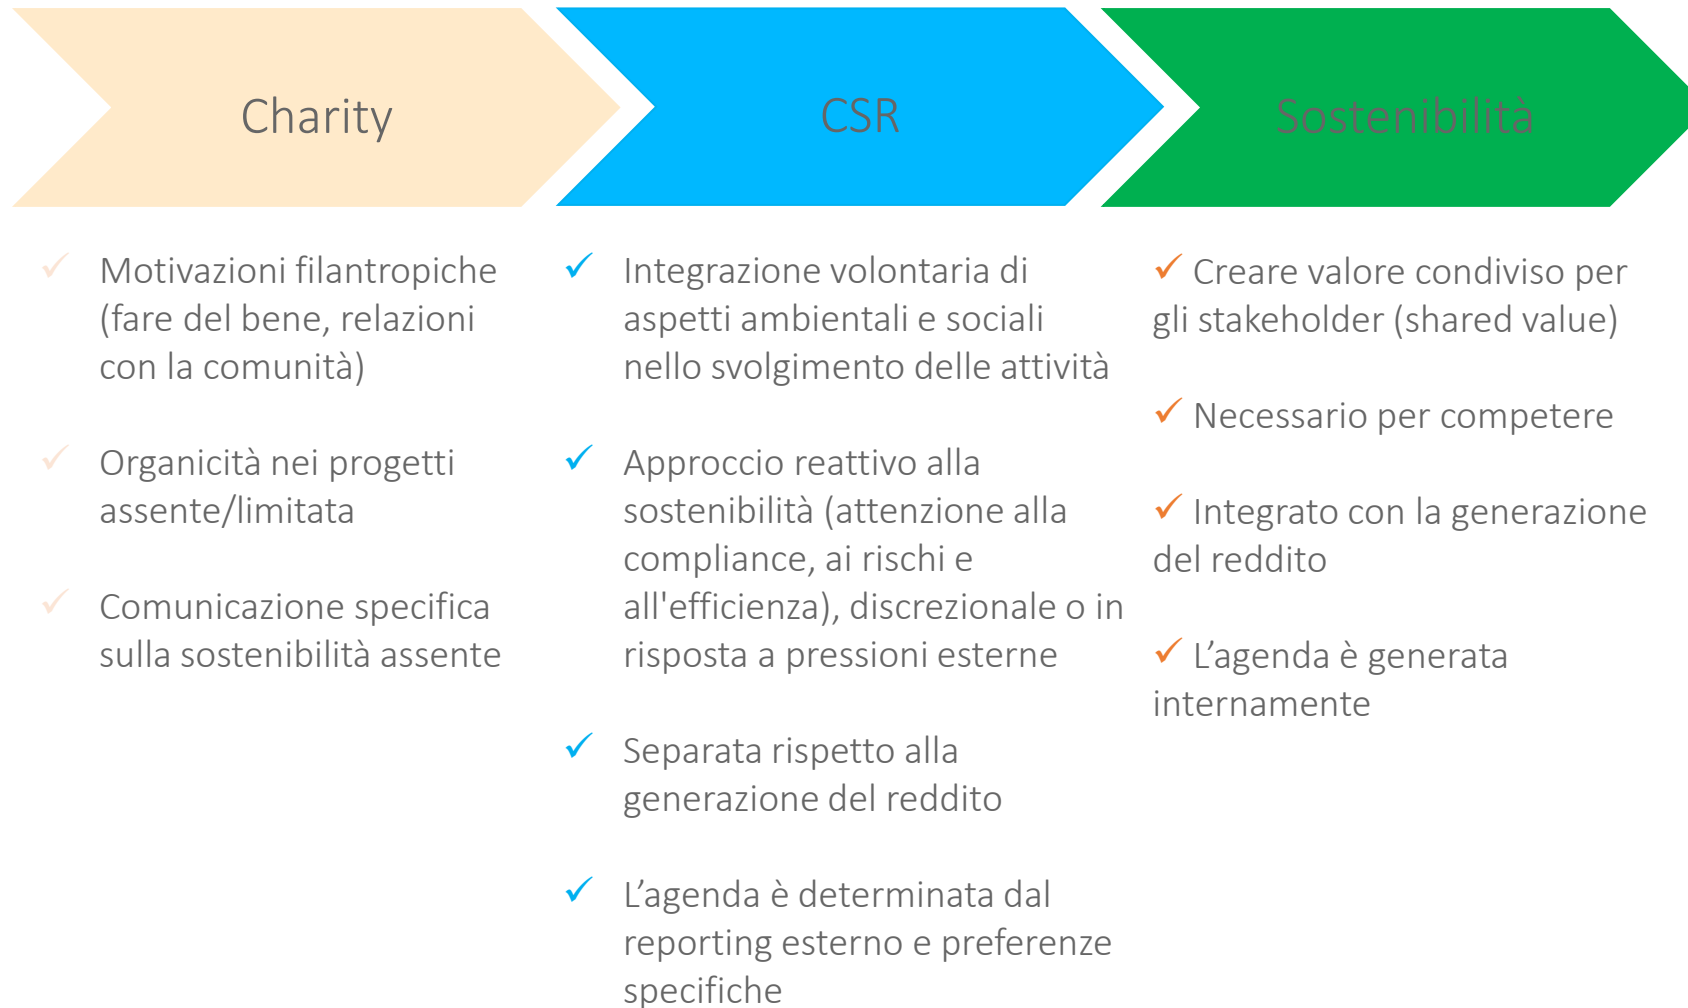 Charity
CSR
Sostenibilità
Motivazioni filantropiche
(fare del bene, relazioni
con la comunità)
Organicità nei progetti
assente/limitata
Comunicazione specifica
sulla sostenibilità assente
Integrazione volontaria di
aspetti ambientali e sociali
nello svolgimento delle attività
Approccio reattivo alla
sostenibilità (attenzione alla
compliance, ai rischi e
all'efficienza), discrezionale o in
risposta a pressioni esterne
Separata rispetto alla
generazione del reddito
L’agenda è determinata dal
reporting esterno e preferenze
specifiche
Creare valore condiviso per
gli stakeholder (shared value)
Necessario per competere
Integrato con la generazione
del reddito
L’agenda è generata
internamente